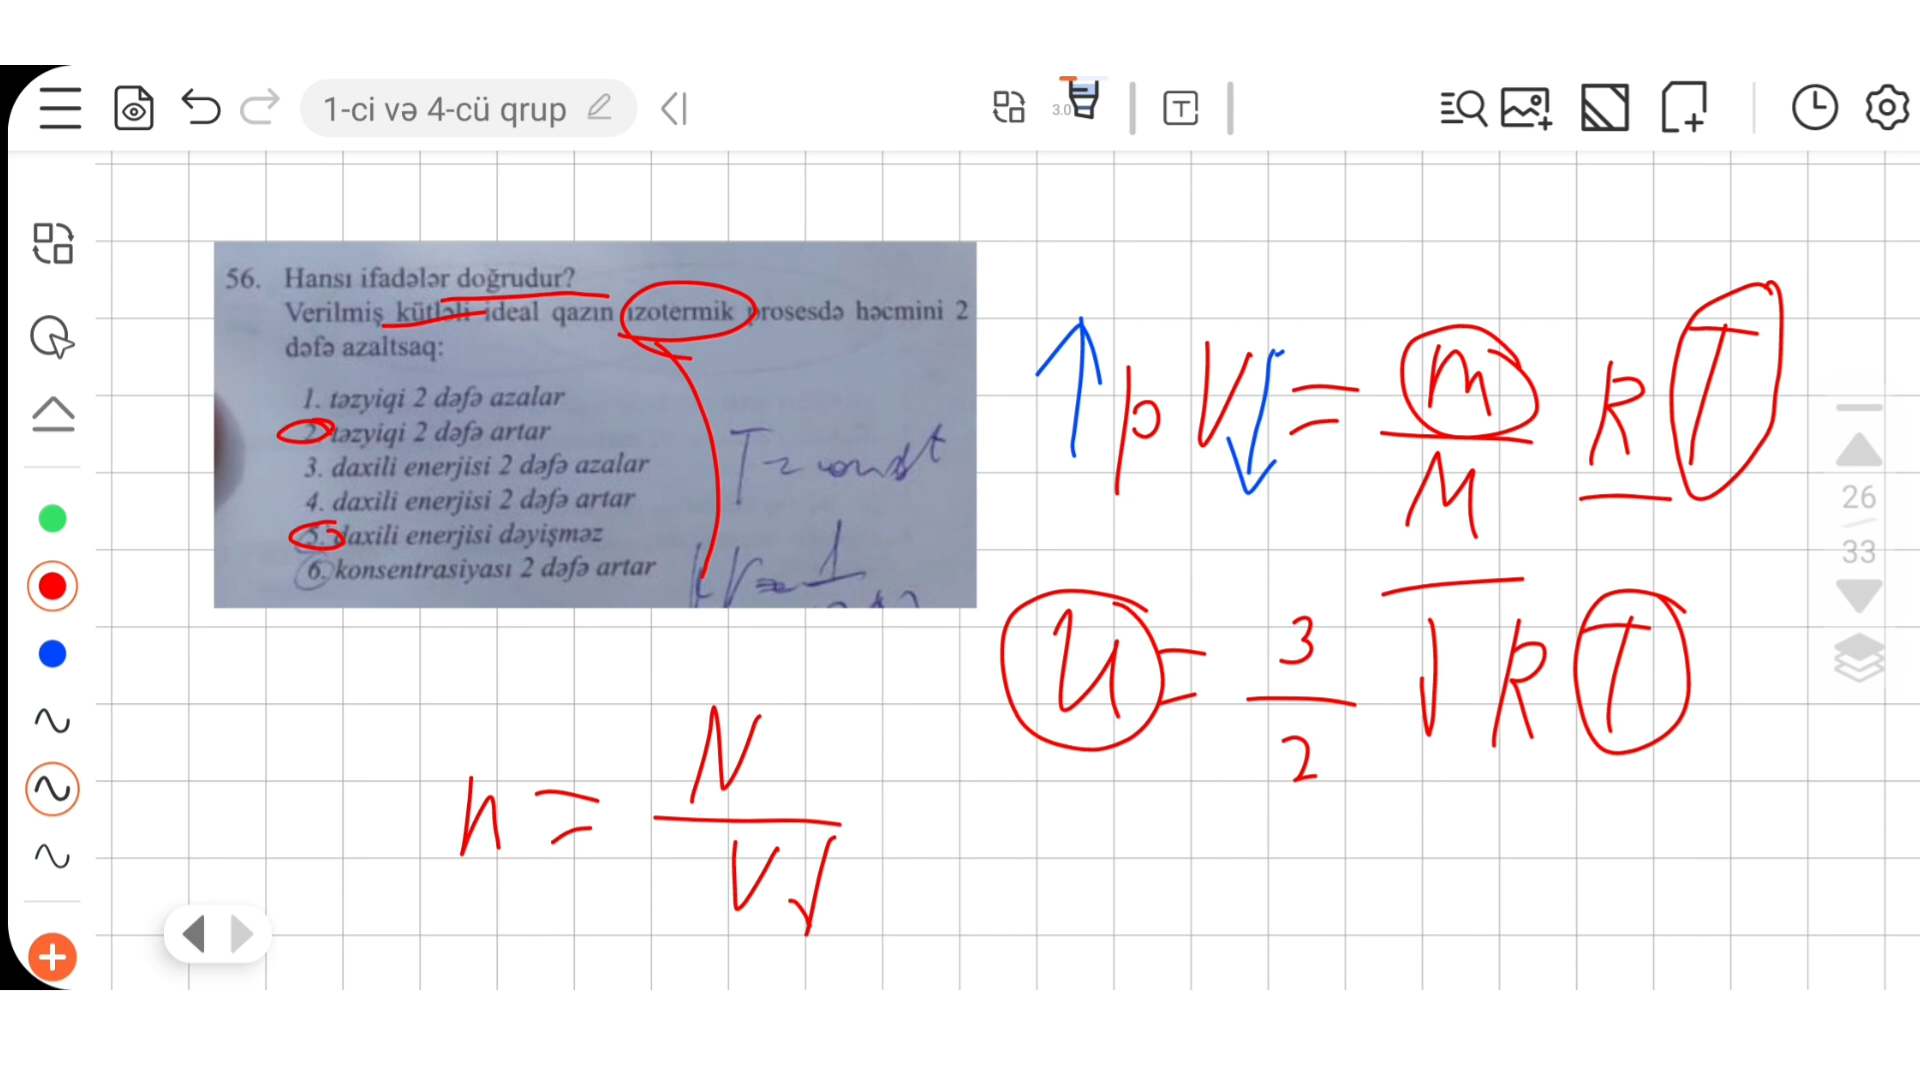 1-ci və 4-cü qrup
3.0
T
56. Hansı ifadələr doğrudur?
Verilmiş kütləli ideal qazın izotermik prosesdə həcmini 2
dəfə azaltsaq:
1. təzyiqi 2 dəfə azalar
2. təzyiqi 2 dəfə artar
3. daxili enerjisi 2 dəfə azalar
4. daxili enerjisi 2 dəfə artar
5. daxili enerjisi dəyişməz
6. konsentrasiyası 2 dəfə artar
T = const
pV = m/M RT
26
33
U = 3/2 RT
n = N/V